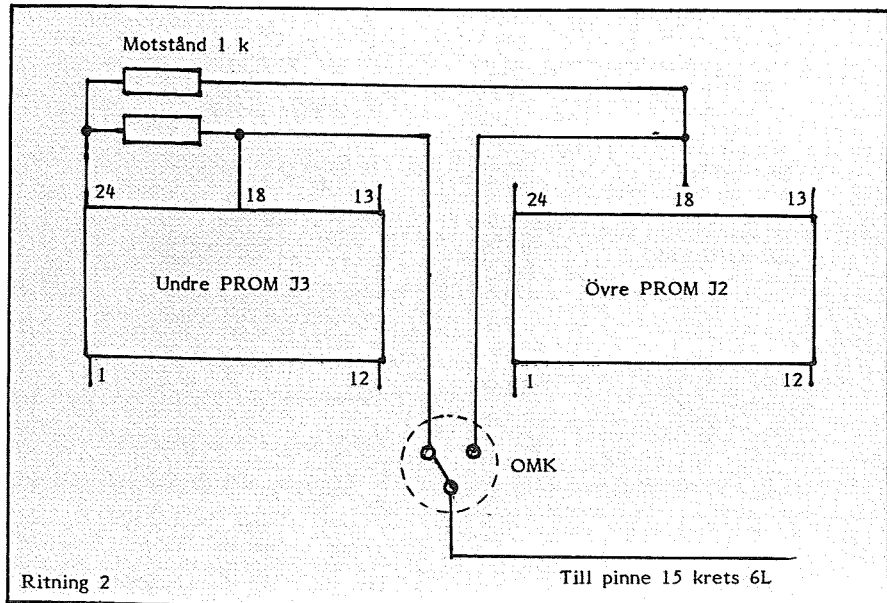 Motstånd 1 k
24
18
13
24
18
13
Undre PROM J3
Övre PROM J2
1
12
1
12
OMK
Till pinne 15 krets 6L
Ritning 2